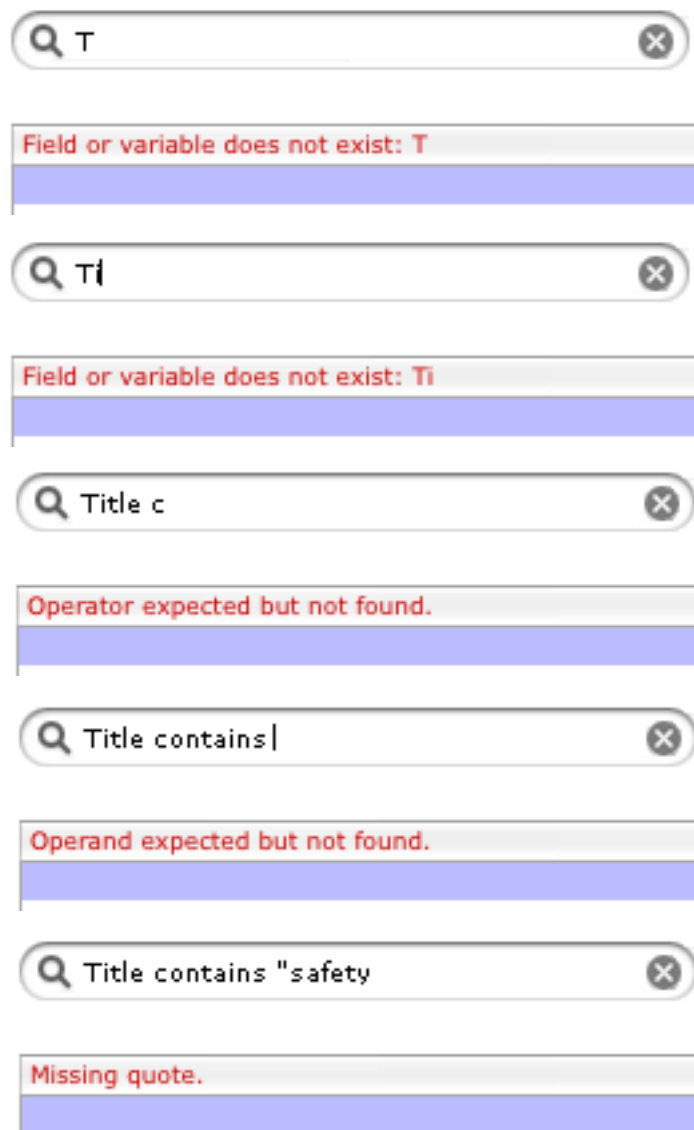 T
Field or variable does not exist: T
Ti
Field or variable does not exist: Ti
Title c
Operator expected but not found.
Title contains
Operand expected but not found.
Title contains "safety
Missing quote.